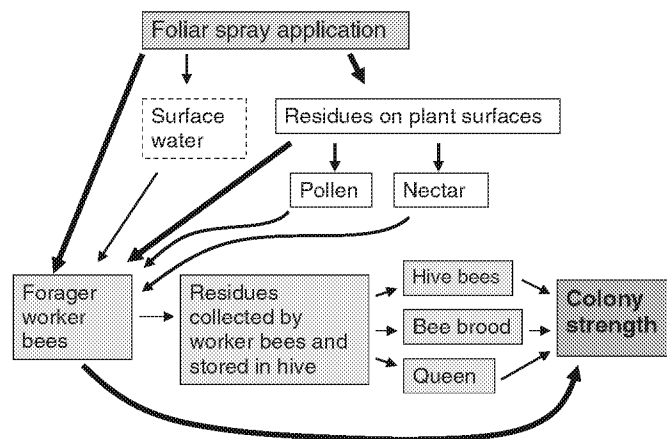 Foliar spray application
Surface
water
Residues on plant surfaces
Pollen
Nectar
Forager
worker
bees
Residues
collected by
worker bees and
stored in hive
Hive bees
Bee brood
Queen
Colony
strength